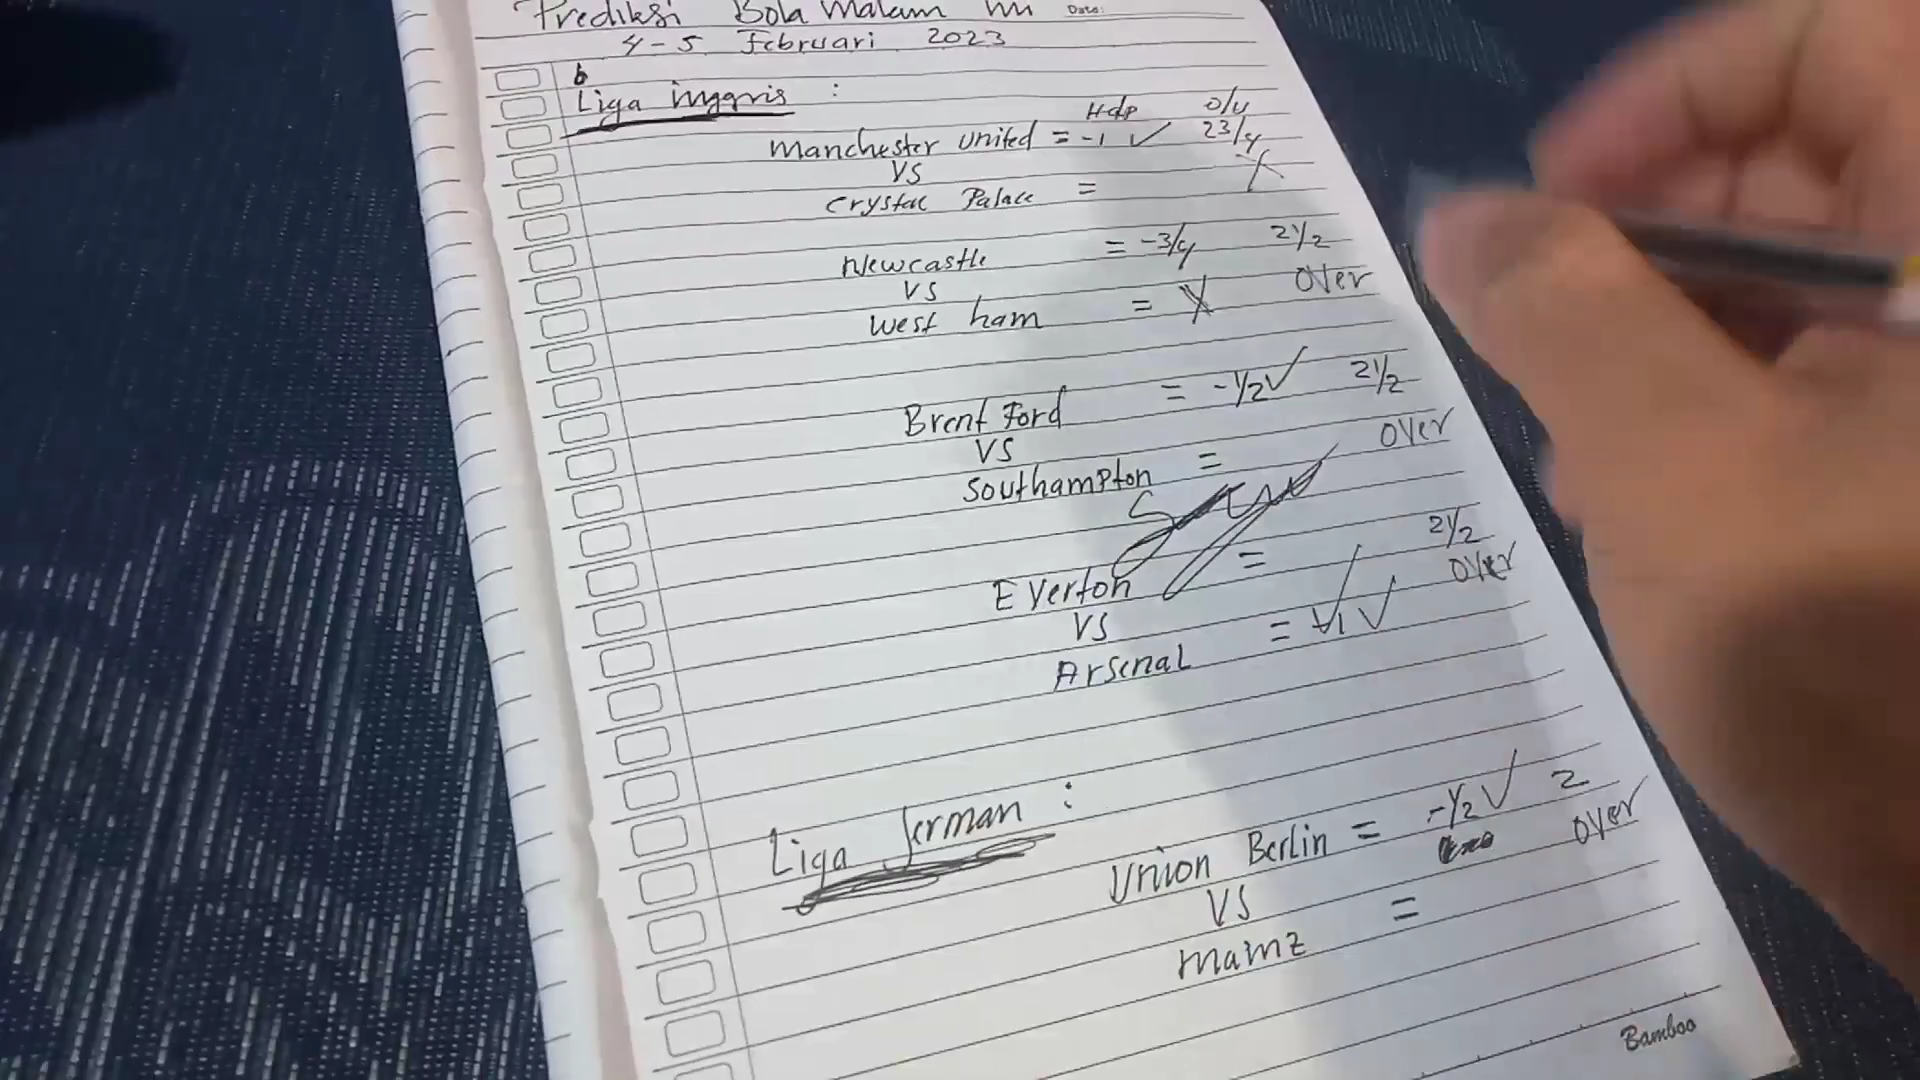 Prediksi Bola Malam ini Date:
4-5 Februari 2023
b
Liga inggris :
Hdp O/U
Manchester United = -1 ✓ 2 3/4
VS
Crystal Palace = X
Newcastle = -3/4 2 1/2
VS Over
West ham = X
Brentford = -1/2 ✓ 2 1/2
VS Over
Southampton =
Everton = 2 1/2
VS Over
Arsenal = -1 ✓
Liga Jerman :
Union Berlin = -1/2 ✓ 2
VS Over
mainz =
Bamboo